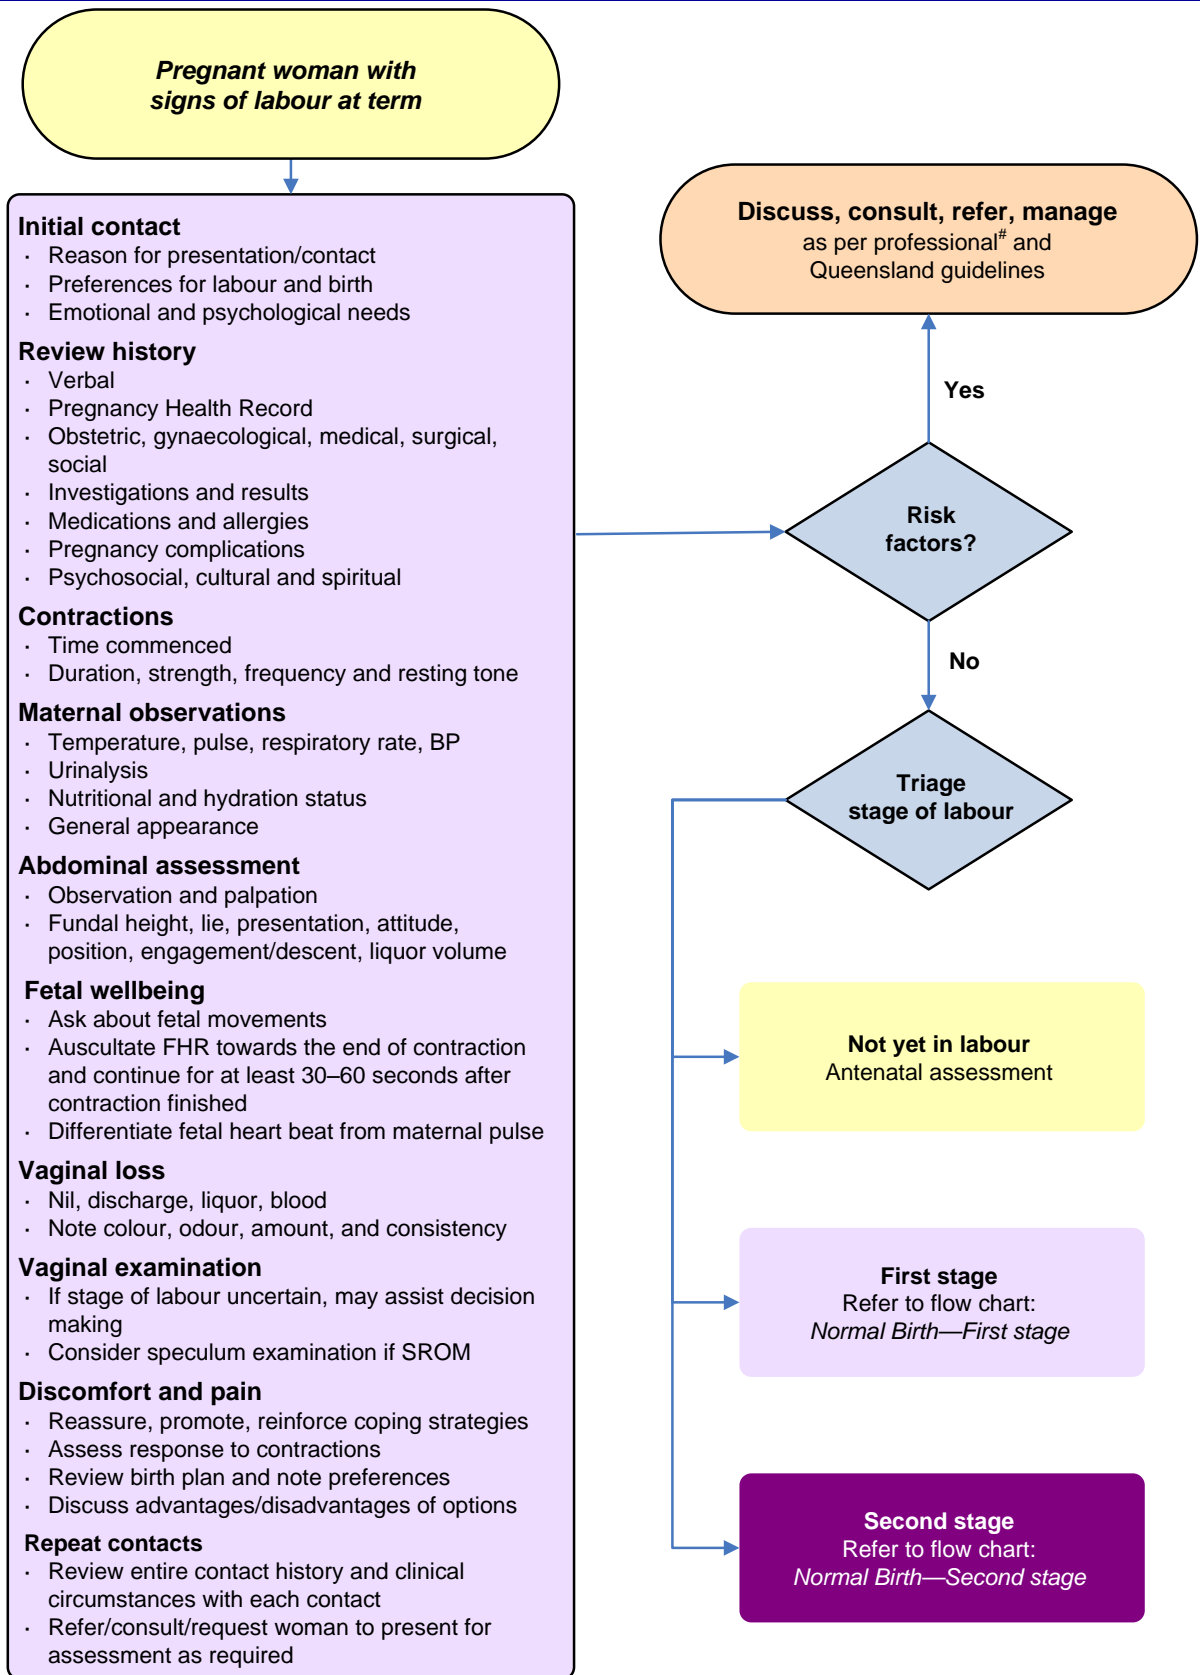 Pregnant woman with
signs of labour at term
Initial contact
· Reason for presentation/contact
· Preferences for labour and birth
· Emotional and psychological needs
Review history
· Verbal
· Pregnancy Health Record
· Obstetric, gynaecological, medical, surgical,
social
· Investigations and results
· Medications and allergies
· Pregnancy complications
· Psychosocial, cultural and spiritual
Contractions
· Time commenced
· Duration, strength, frequency and resting tone
Maternal observations
· Temperature, pulse, respiratory rate, BP
· Urinalysis
· Nutritional and hydration status
· General appearance
Abdominal assessment
· Observation and palpation
· Fundal height, lie, presentation, attitude,
position, engagement/descent, liquor volume
Fetal wellbeing
· Ask about fetal movements
· Auscultate FHR towards the end of contraction
and continue for at least 30–60 seconds after
contraction finished
· Differentiate fetal heart beat from maternal pulse
Vaginal loss
· Nil, discharge, liquor, blood
· Note colour, odour, amount, and consistency
Vaginal examination
· If stage of labour uncertain, may assist decision
making
· Consider speculum examination if SROM
Discomfort and pain
· Reassure, promote, reinforce coping strategies
· Assess response to contractions
· Review birth plan and note preferences
· Discuss advantages/disadvantages of options
Repeat contacts
· Review entire contact history and clinical
circumstances with each contact
· Refer/consult/request woman to present for
assessment as required
Discuss, consult, refer, manage
as per professional# and
Queensland guidelines
Yes
Risk
factors?
No
Triage
stage of labour
Not yet in labour
Antenatal assessment
First stage
Refer to flow chart:
Normal Birth—First stage
Second stage
Refer to flow chart:
Normal Birth—Second stage